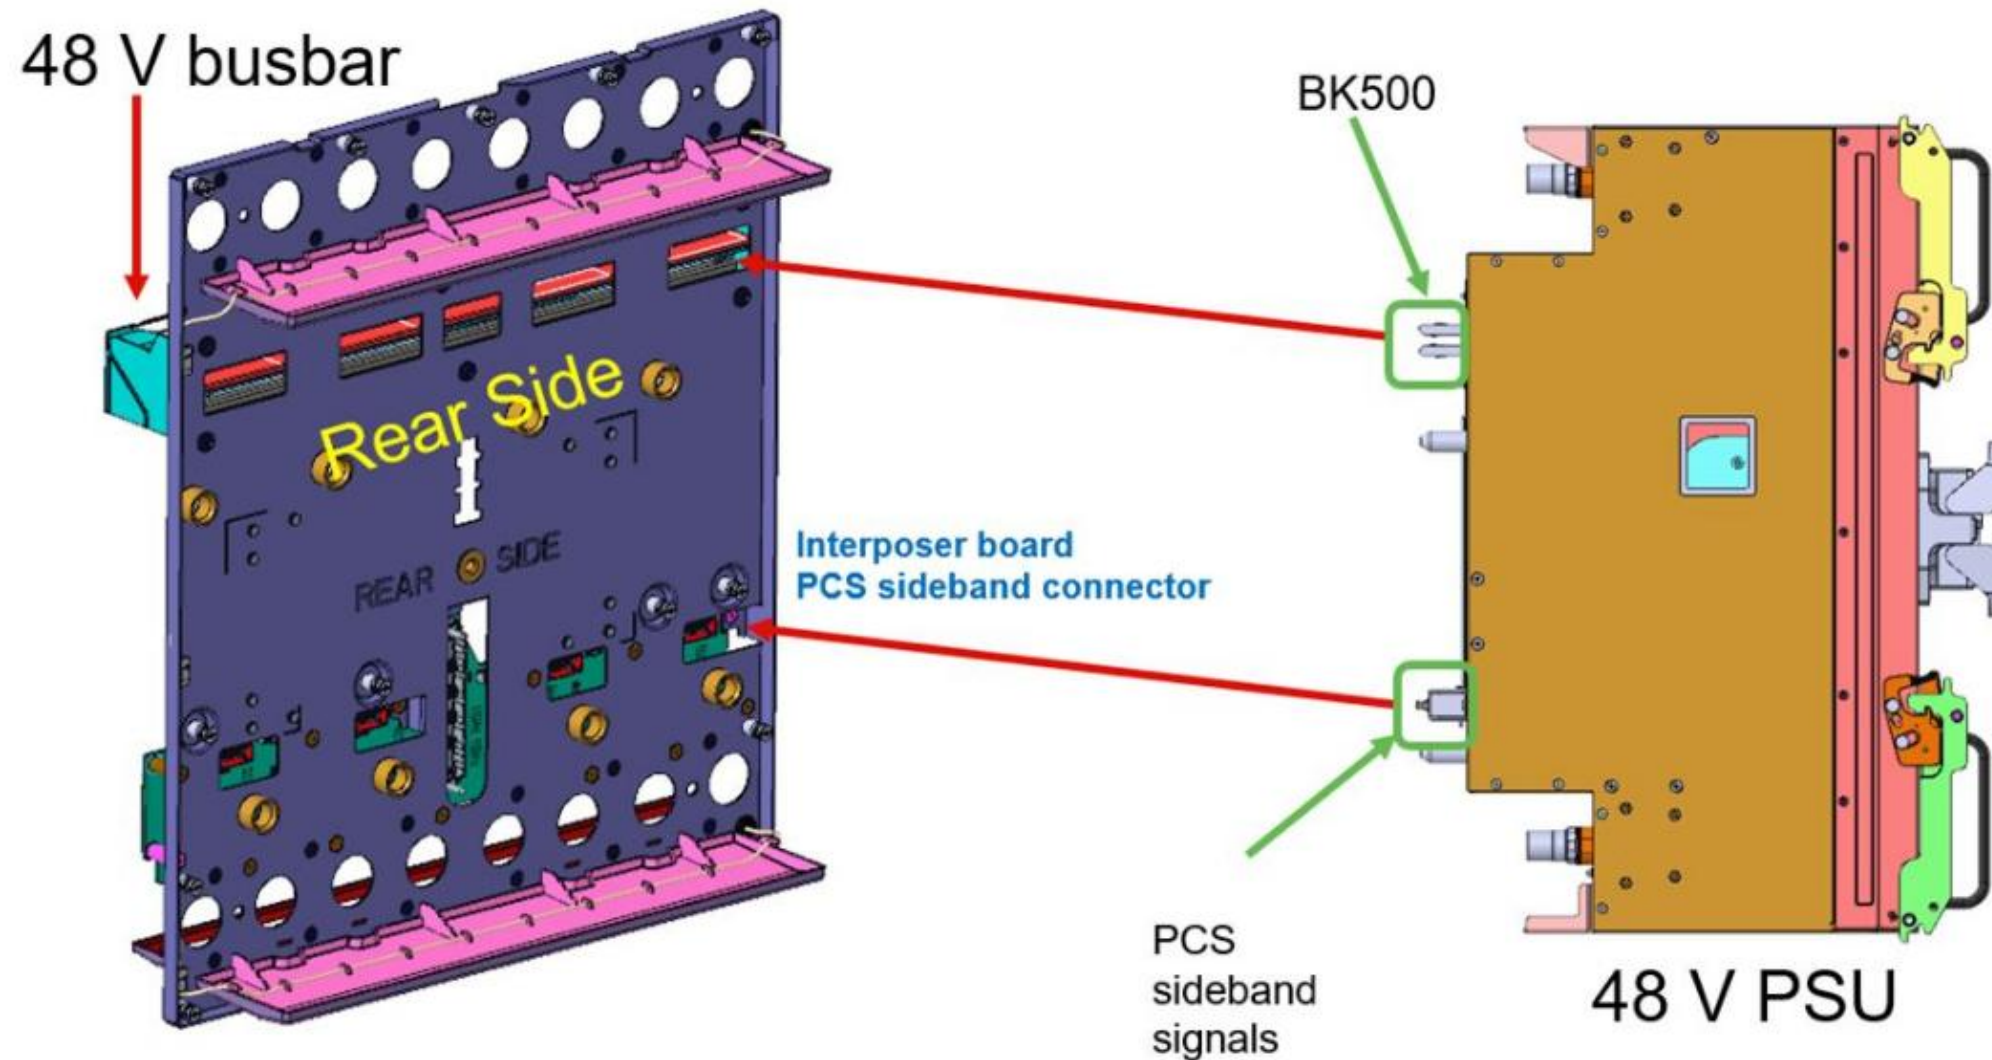 48 V busbar
BK500
Rear Side
Interposer board
PCS sideband connector
REAR SIDE
PCS
sideband
signals
48 V PSU